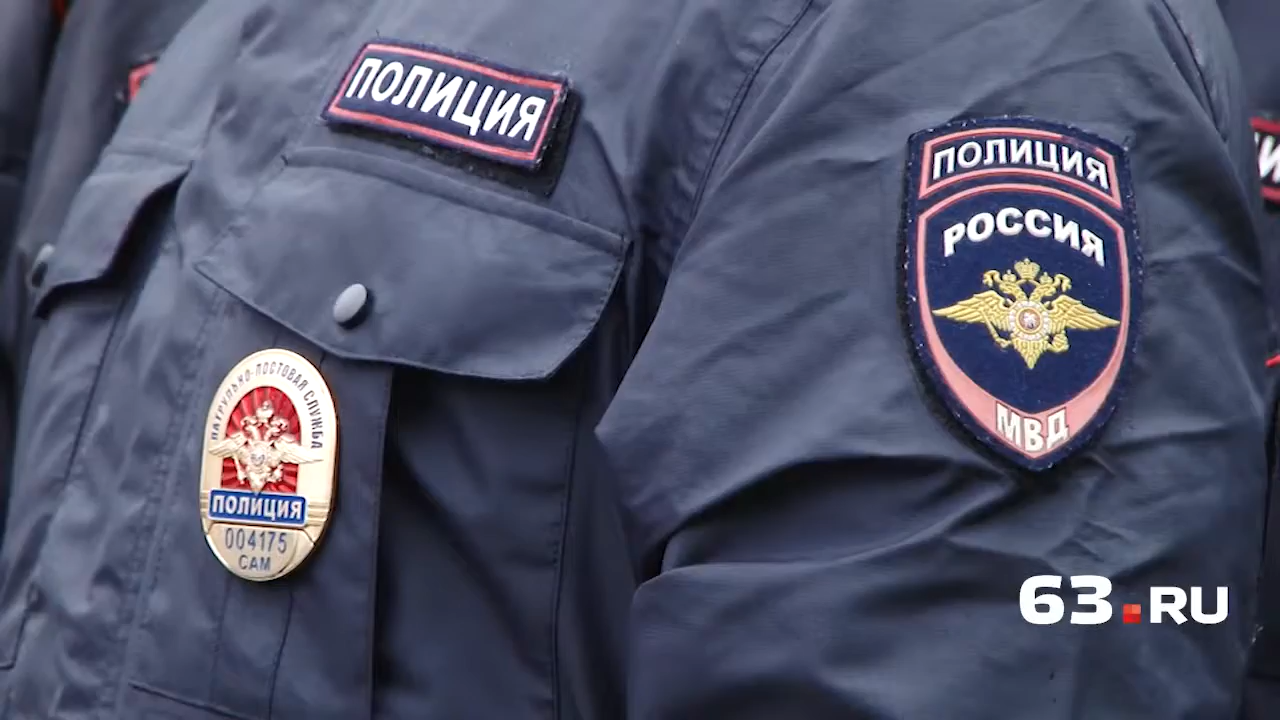 ПОЛИЦИЯ
ПОЛИЦИЯ
РОССИЯ
МВД
ПАТРУЛЬНО-ПОСТОВАЯ СЛУЖБА
ПОЛИЦИЯ
004175
САМ
63.RU